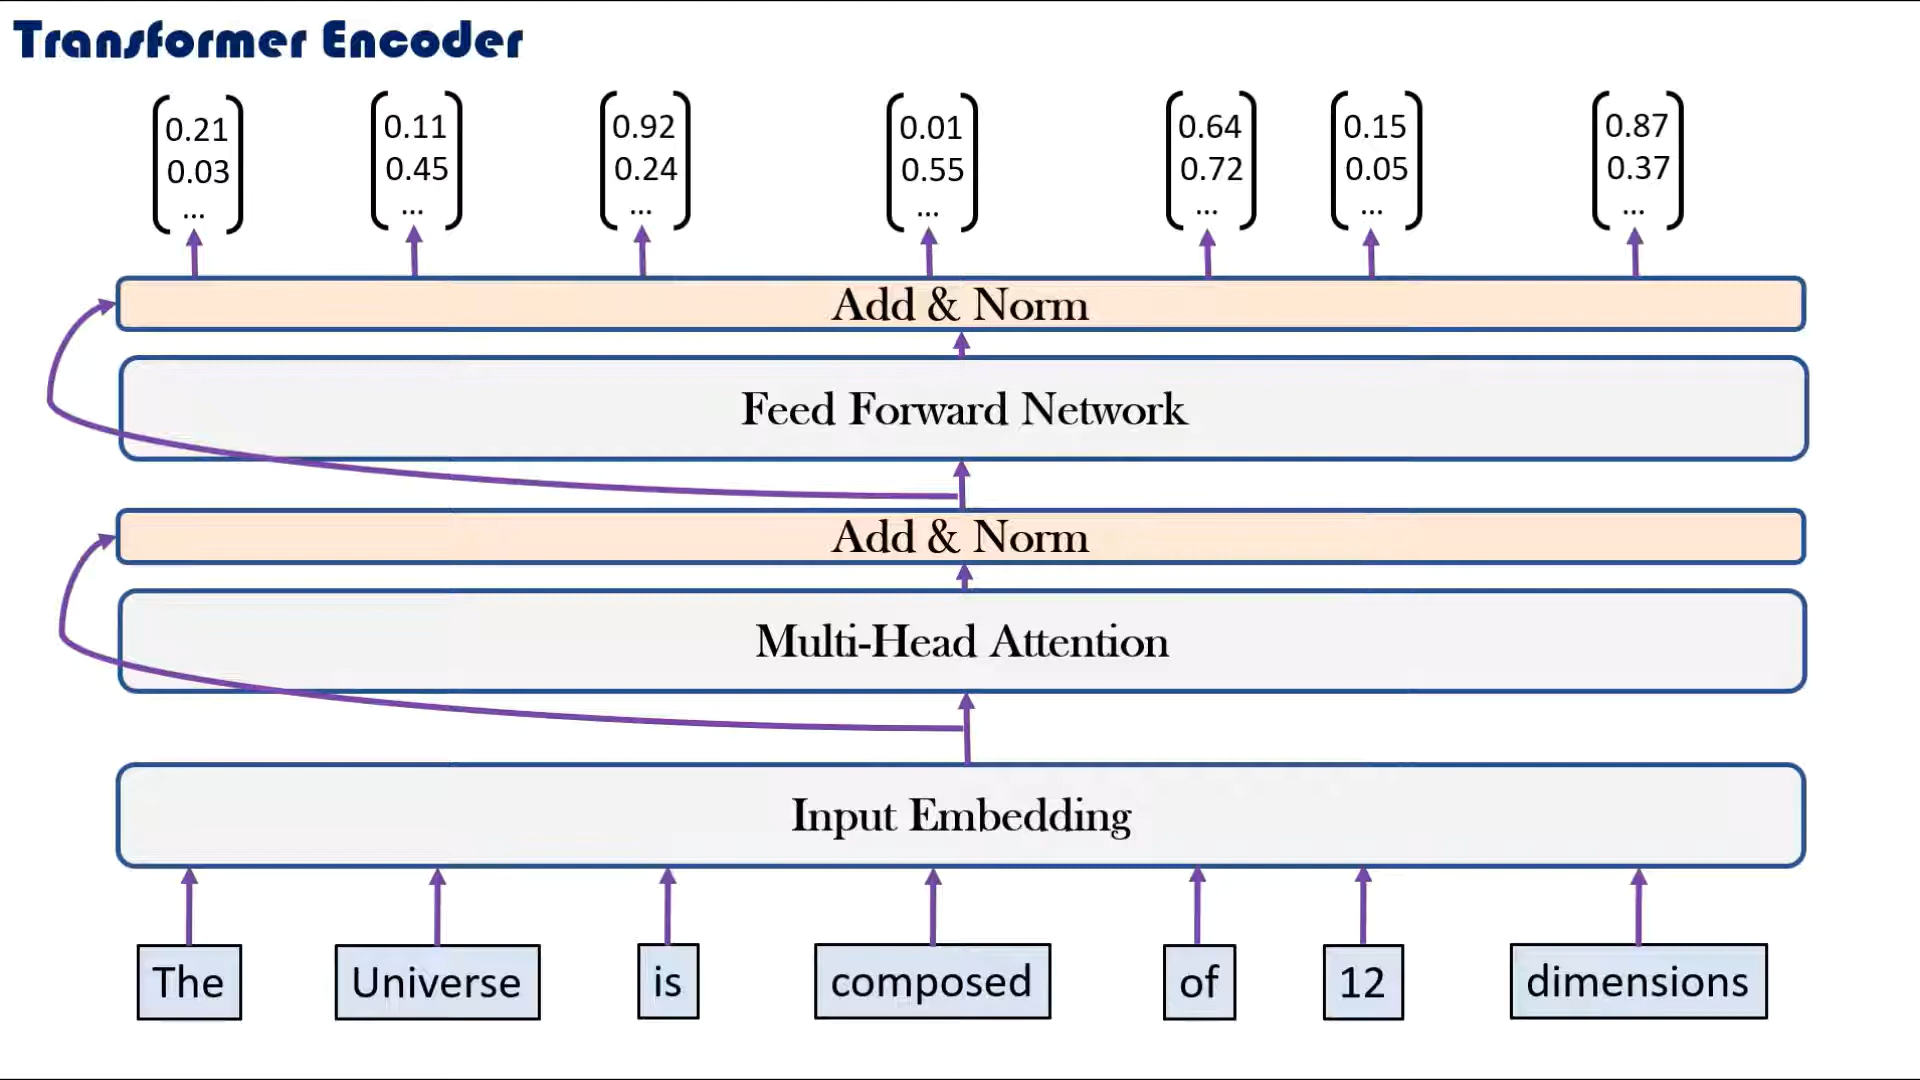 Transformer Encoder
0.21 0.11 0.92 0.01 0.64 0.15 0.87
0.03 0.45 0.24 0.55 0.72 0.05 0.37
... ... ... ... ... ... ...
Add & Norm
Feed Forward Network
Add & Norm
Multi-Head Attention
Input Embedding
The Universe is composed of 12 dimensions